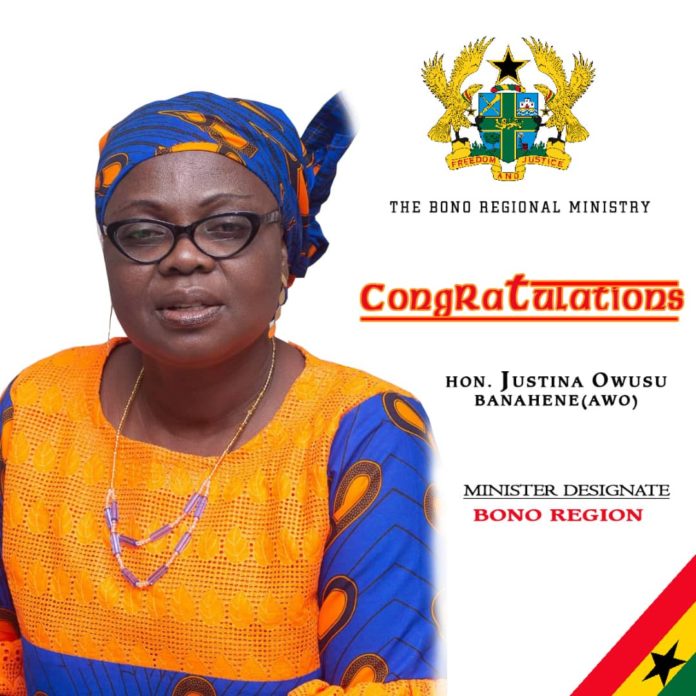 FREEDOM AND JUSTICE
THE BONO REGIONAL MINISTRY
CongRaTulations
HON. JUSTINA OWUSU
BANAHENE(AWO)
MINISTER DESIGNATE
BONO REGION